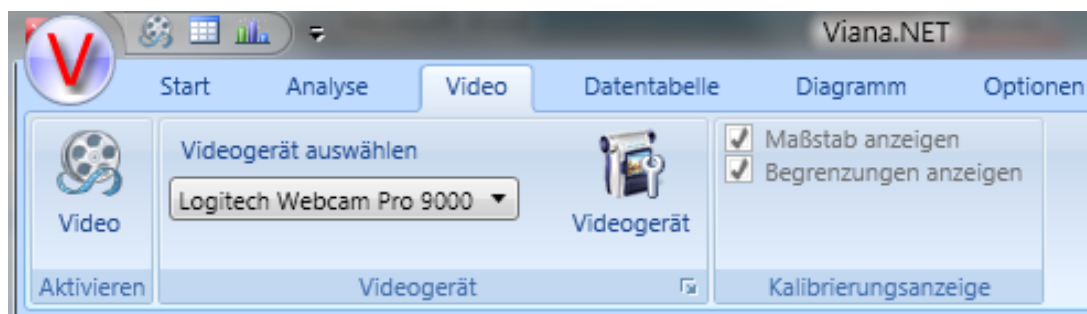 Viana.NET
V
Start Analyse Video Datentabelle Diagramm Optionen
Videogerät auswählen
Logitech Webcam Pro 9000
Video
Videogerät
Maßstab anzeigen
Begrenzungen anzeigen
Aktivieren Videogerät Kalibrierungsanzeige